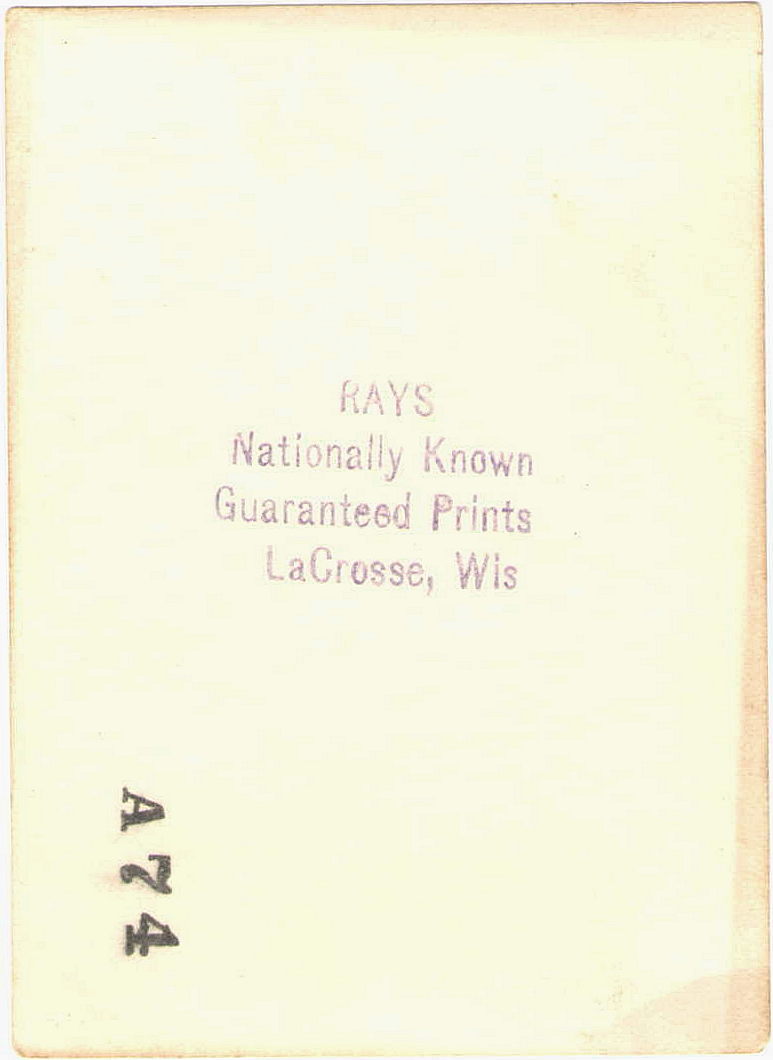 RAYS
Nationally Known
Guaranteed Prints
LaCrosse, Wis
A74